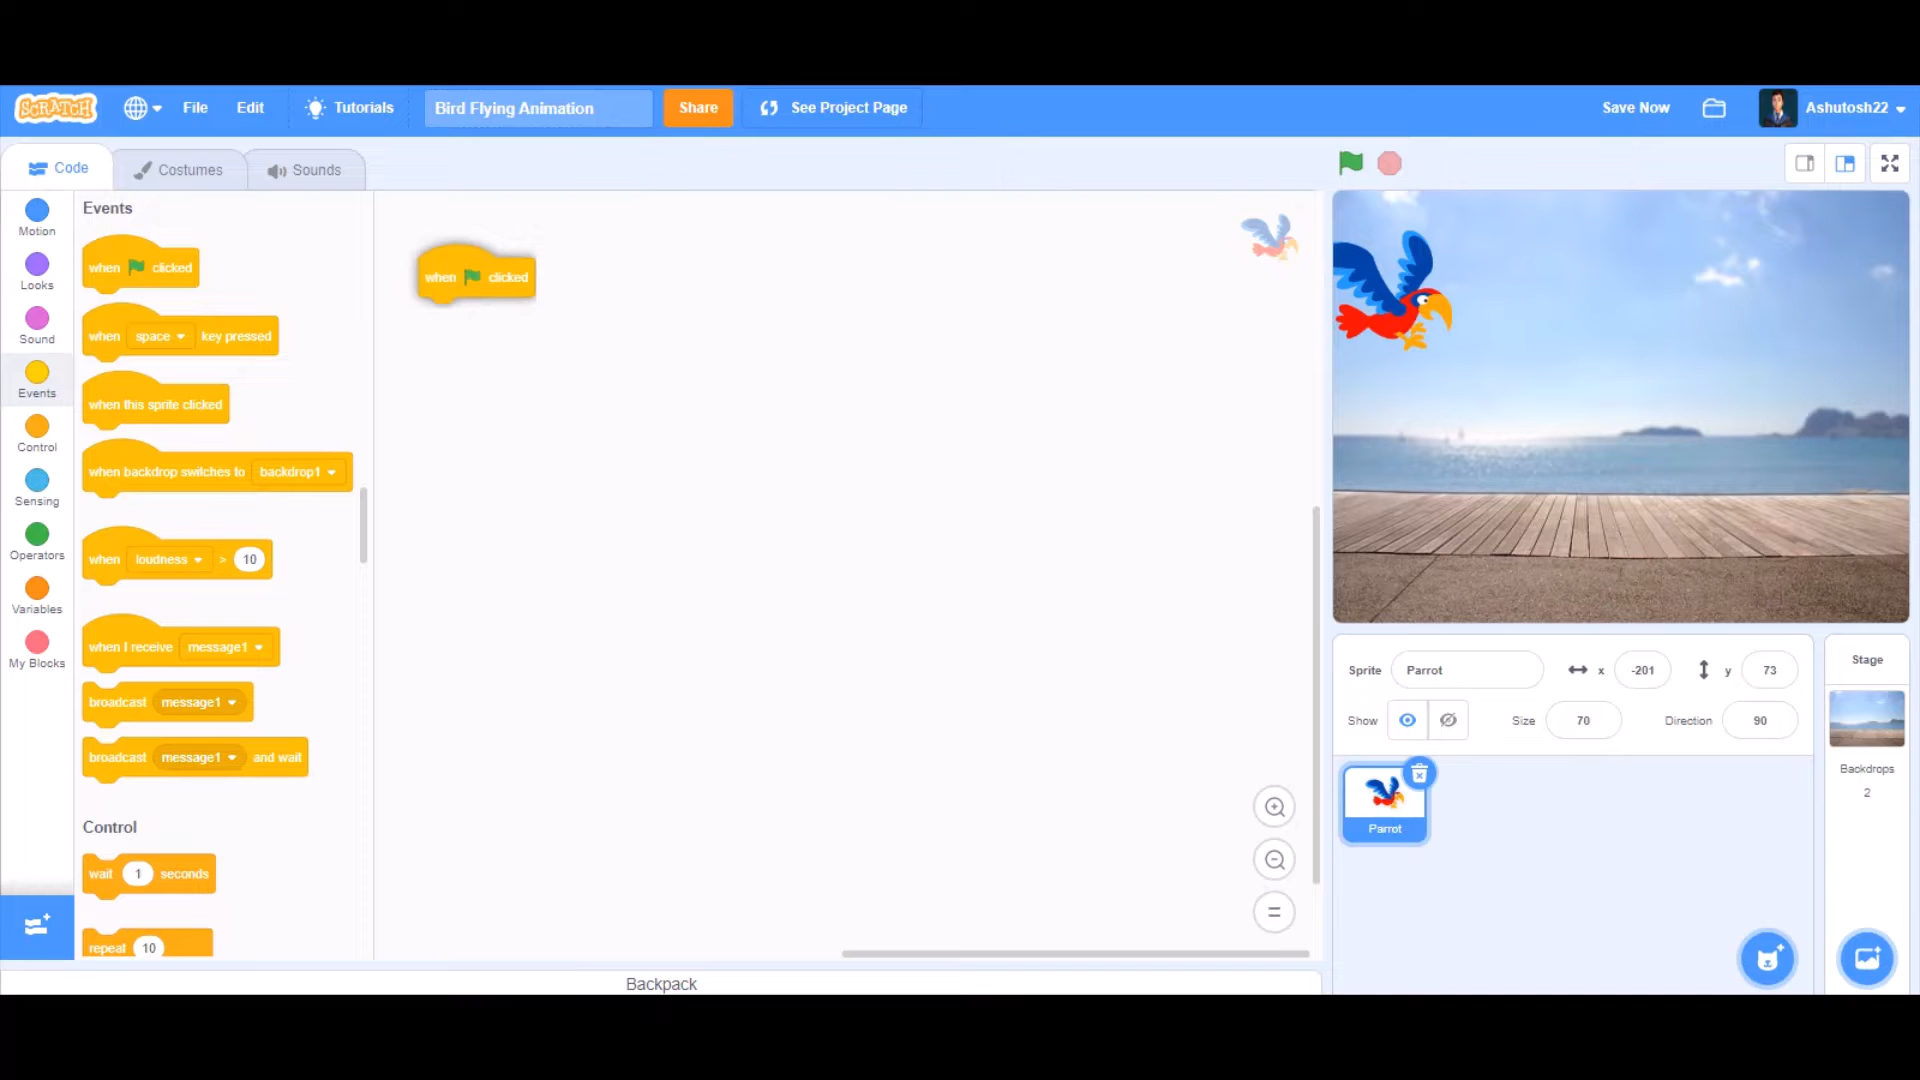 SCRATCH File Edit Tutorials Bird Flying Animation Share See Project Page Save Now Ashutosh22
Code Costumes Sounds
Motion
Looks
Sound
Events
Control
Sensing
Operators
Variables
My Blocks
Events
when clicked
when space key pressed
when this sprite clicked
when backdrop switches to backdrop1
when loudness > 10
when I receive message1
broadcast message1
broadcast message1 and wait
Control
wait 1 seconds
repeat 10
when clicked
Backpack
Sprite Parrot x -201 y 73
Show Size 70 Direction 90
Parrot
Stage
Backdrops
2